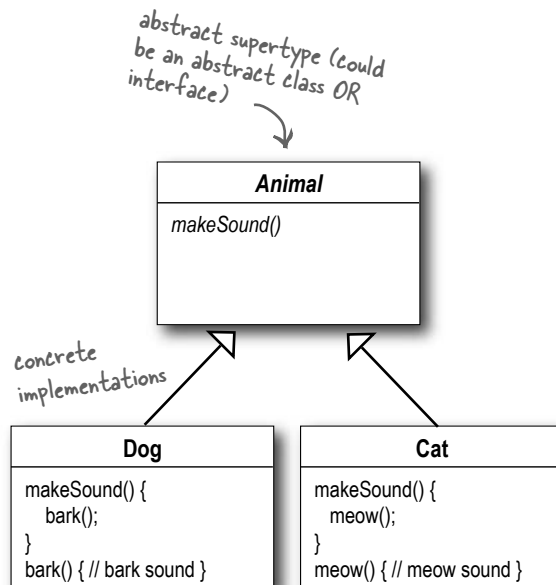 abstract supertype (could
be an abstract class OR
interface)
Animal
makeSound()
concrete
implementations
Dog
makeSound() {
bark();
}
bark() { // bark sound }
Cat
makeSound() {
meow();
}
meow() { // meow sound }